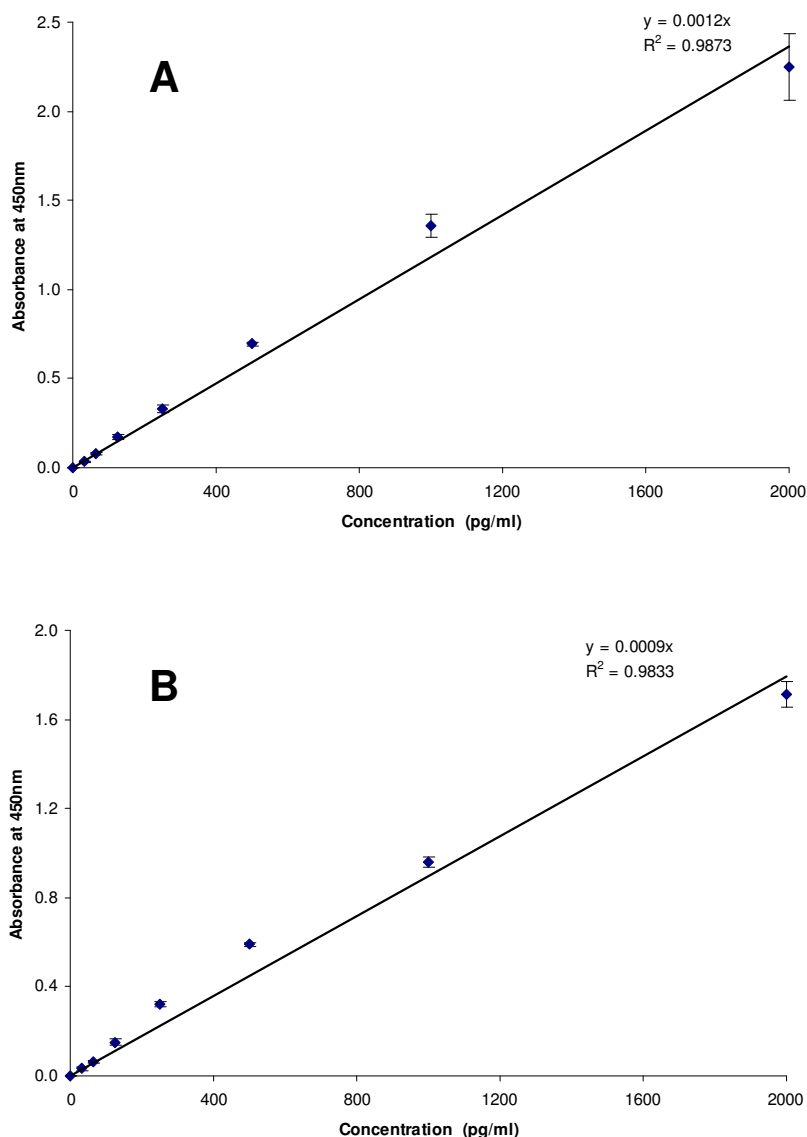 y = 0.0012x
R² = 0.9873
A
2.5
2.0
1.5
1.0
0.5
0.0
Absorbance at 450nm
0 400 800 1200 1600 2000
Concentration (pg/ml)
y = 0.0009x
R² = 0.9833
B
2.0
1.6
1.2
0.8
0.4
0.0
Absorbance at 450nm
0 400 800 1200 1600 2000
Concentration (pg/ml)